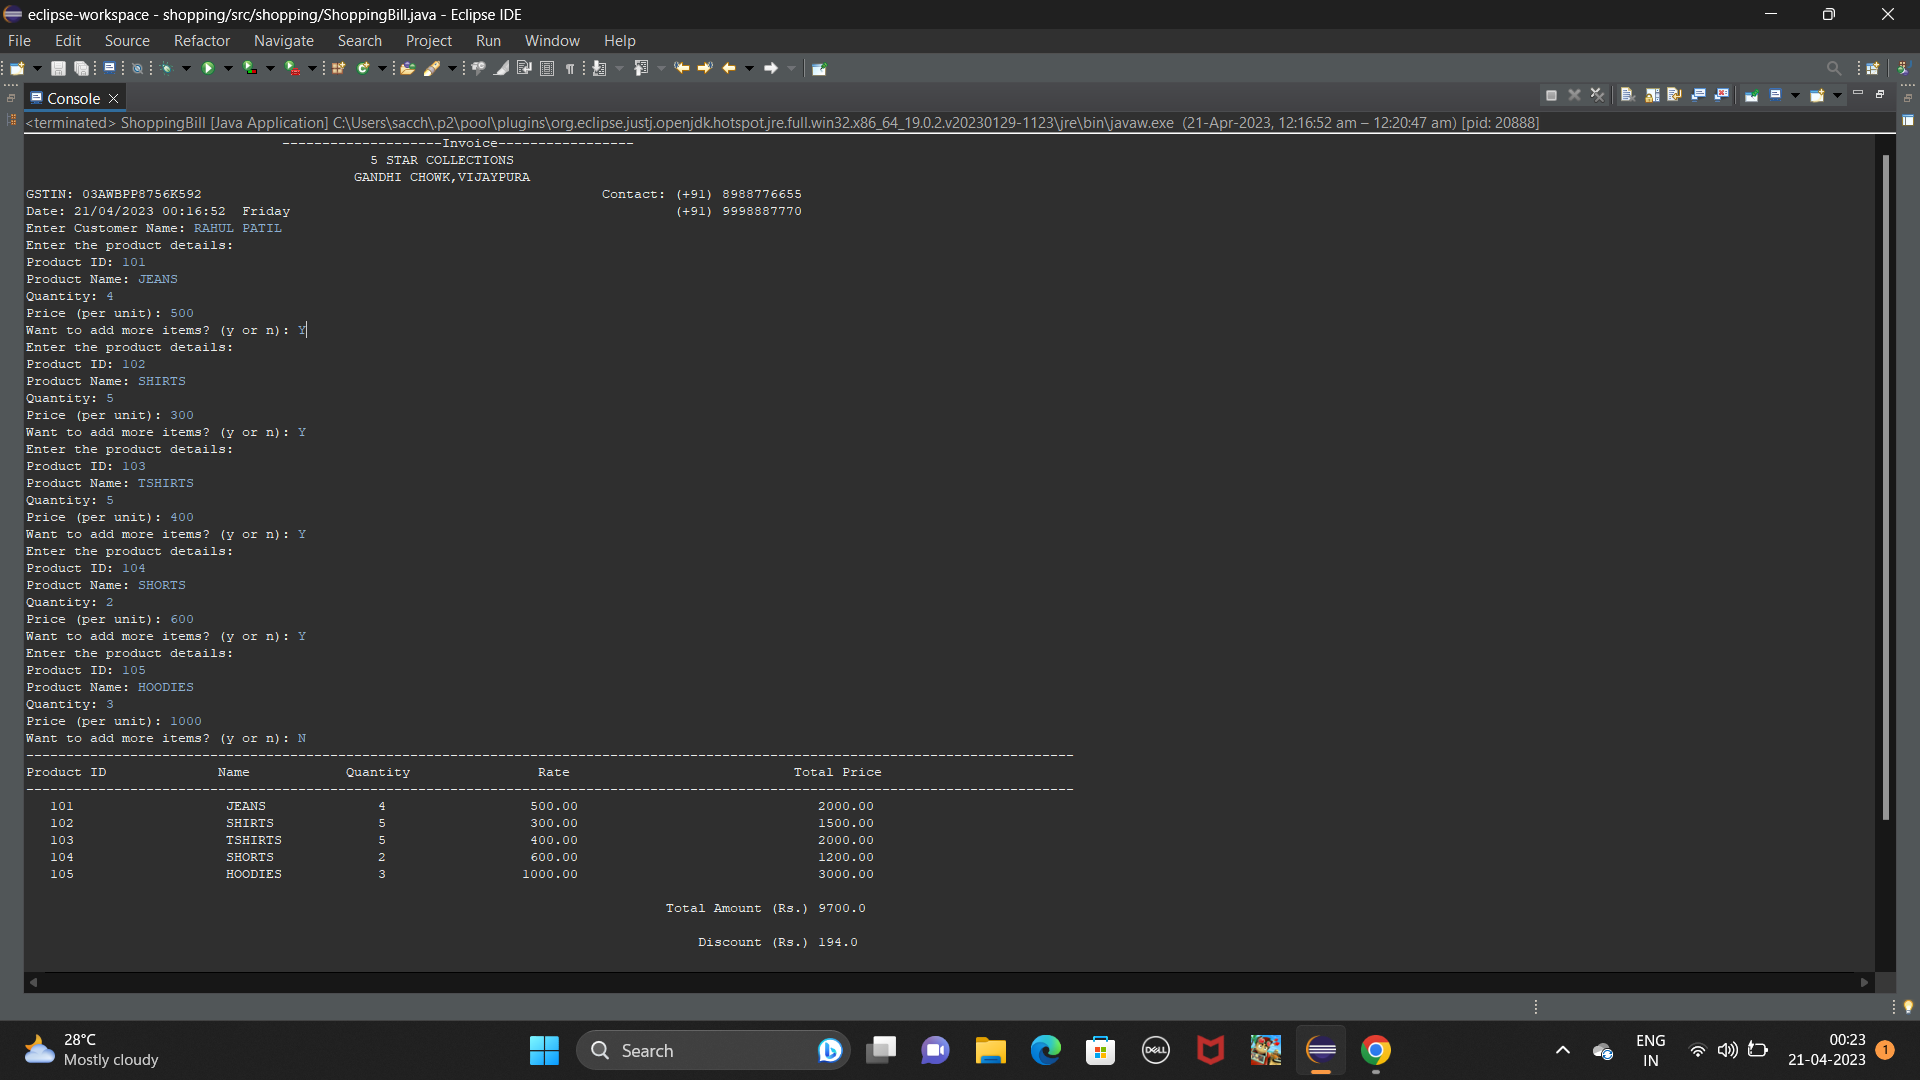 eclipse-workspace - shopping/src/shopping/ShoppingBill.java - Eclipse IDE
File Edit Source Refactor Navigate Search Project Run Window Help
Console
<terminated> ShoppingBill [Java Application] C:\Users\sacch\.p2\pool\plugins\org.eclipse.justj.openjdk.hotspot.jre.full.win32.x86_64_19.0.2.v20230129-1123\jre\bin\javaw.exe (21-Apr-2023, 12:16:52 am – 12:20:47 am) [pid: 20888]
--------------------Invoice-----------------
5 STAR COLLECTIONS
GANDHI CHOWK,VIJAYPURA
GSTIN: 03AWBPP8756K592 Contact: (+91) 8988776655
Date: 21/04/2023 00:16:52 Friday (+91) 9998887770
Enter Customer Name: RAHUL PATIL
Enter the product details:
Product ID: 101
Product Name: JEANS
Quantity: 4
Price (per unit): 500
Want to add more items? (y or n): Y
Enter the product details:
Product ID: 102
Product Name: SHIRTS
Quantity: 5
Price (per unit): 300
Want to add more items? (y or n): Y
Enter the product details:
Product ID: 103
Product Name: TSHIRTS
Quantity: 5
Price (per unit): 400
Want to add more items? (y or n): Y
Enter the product details:
Product ID: 104
Product Name: SHORTS
Quantity: 2
Price (per unit): 600
Want to add more items? (y or n): Y
Enter the product details:
Product ID: 105
Product Name: HOODIES
Quantity: 3
Price (per unit): 1000
Want to add more items? (y or n): N
-----------------------------------------------------------------------------------------------------------------------------------
Product ID Name Quantity Rate Total Price
-----------------------------------------------------------------------------------------------------------------------------------
101 JEANS 4 500.00 2000.00
102 SHIRTS 5 300.00 1500.00
103 TSHIRTS 5 400.00 2000.00
104 SHORTS 2 600.00 1200.00
105 HOODIES 3 1000.00 3000.00
Total Amount (Rs.) 9700.0
Discount (Rs.) 194.0
28°C
Mostly cloudy
Search
DELL
ENG
IN
00:23
21-04-2023
1